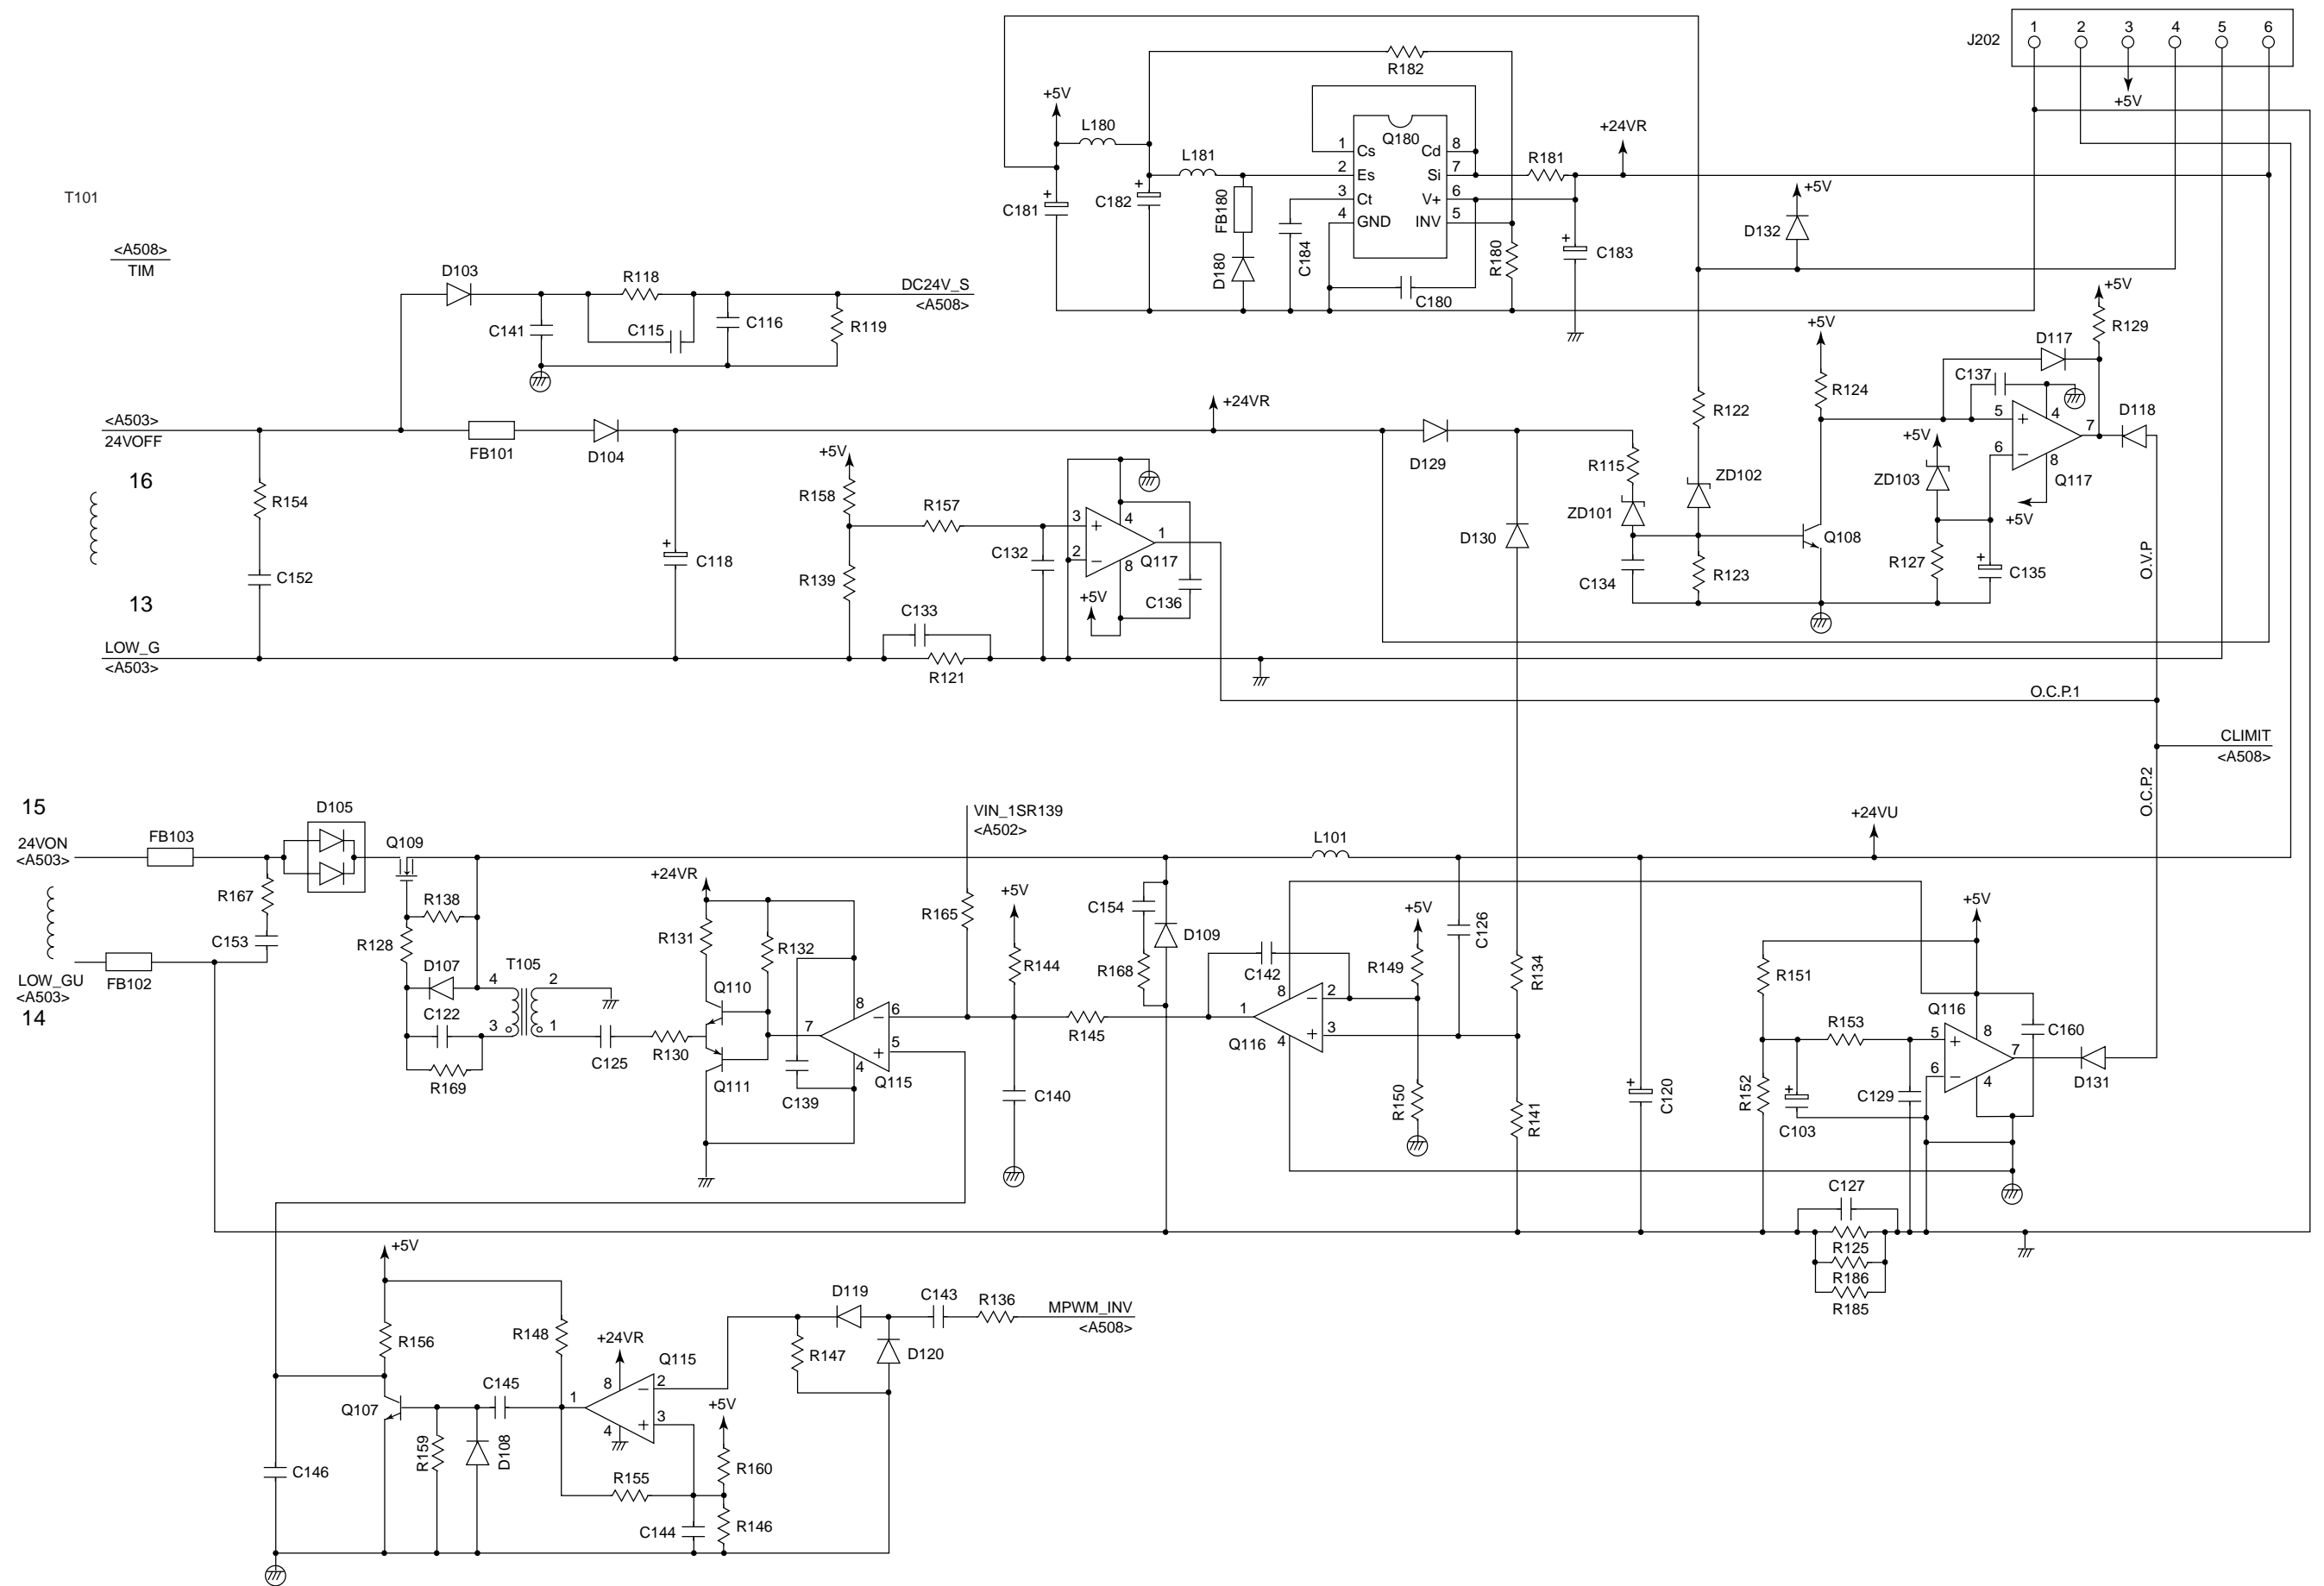 J202
1 2 3 4 5 6
+5V
R182
+5V
L180
Q180
+24VR
L181
1 Cs Cd 8
R181
2 Es Si 7
3 Ct V+ 6
4 GND INV 5
C181
C182
FB180
D180
C184
R180
C183
C180
+5V
D132
T101
<A508>
TIM
D103
R118
DC24V_S
<A508>
C141
C115
C116
R119
+5V
R129
+5V
D117
R124
C137
5
+
4
7
D118
+5V
6
−
8
ZD103
Q117
+5V
R127
+
C135
O.V.P
<A503>
24VOFF
FB101
D104
+24VR
D129
R122
R115
ZD102
ZD101
Q108
D130
C134
R123
16
R154
C152
13
+
C118
+5V
R158
R157
R139
C132
3
+
4
1
2
−
8
Q117
+5V
C136
C133
R121
LOW_G
<A503>
O.C.P.1
CLIMIT
<A508>
O.C.P.2
15
24VON
<A503>
FB103
D105
Q109
VIN_1SR139
<A502>
L101
+24VU
R167
C153
R138
R128
+24VR
R131
R132
R165
+5V
R144
C154
D109
R168
C142
+5V
R149
C126
R134
LOW_GU
<A503>
14
FB102
D107
T105
4
2
3
1
C122
R169
C125
R130
Q110
Q111
7
8
−
6
+
5
4
Q115
C139
R145
C140
1
8
−
2
+
3
4
Q116
R150
R141
+
C120
+5V
R151
Q116
R153
5
+
8
7
C160
6
−
4
D131
R152
+
C103
C129
C127
R125
R186
R185
+5V
R156
R148
+24VR
Q115
8
−
2
1
+
3
4
D119
C143
R136
MPWM_INV
<A508>
R147
D120
Q107
C145
R159
D108
+5V
R160
R155
C144
R146
C146